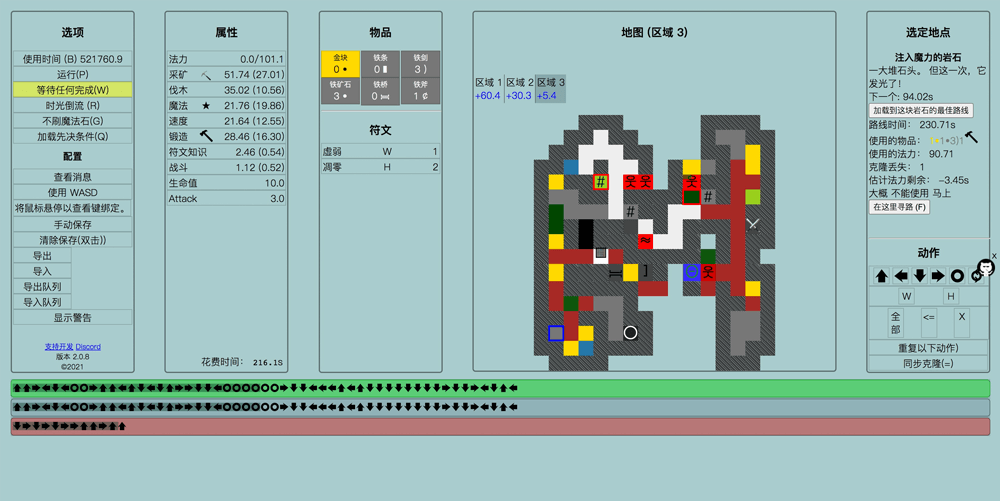 选项
使用时间 (B) 521760.9
运行(P)
等待任何完成(W)
时光倒流 (R)
不刷魔法石(G)
加载先决条件(Q)
配置
查看消息
使用 WASD
将鼠标悬停以查看键绑定。
手动保存
清除保存(双击)
导出
导入
导出队列
导入队列
显示警告
支持开发 Discord
版本 2.0.8
©2021
属性
法力 0.0/101.1
采矿 51.74 (27.01)
伐木 35.02 (10.56)
魔法 ★ 21.76 (19.86)
速度 21.64 (12.55)
锻造 28.46 (16.30)
符文知识 2.46 (0.54)
战斗 1.12 (0.52)
生命值 10.0
Attack 3.0
花费时间: 216.1S
物品
金块 铁条 铁剑
0 • 0 3 )
铁矿石 铁桥 铁斧
3 • 0 1 ¢
符文
虚弱 W 1
凋零 H 2
地图 (区域 3)
区域 1 区域 2 区域 3
+60.4 +30.3 +5.4
选定地点
注入魔力的岩石
一大堆石头。 但这一次，它
发光了!
下一个: 94.02s
加载到这块岩石的最佳路线
路线时间: 230.71s
使用的物品: 1•1•3)1
使用的法力: 90.71
克隆丢失: 1
估计法力剩余: −3.45s
大概 不能使用 马上
在这里寻路 (F)
动作
x
W H
全部 <= X
重复以下动作)
同步克隆(=)